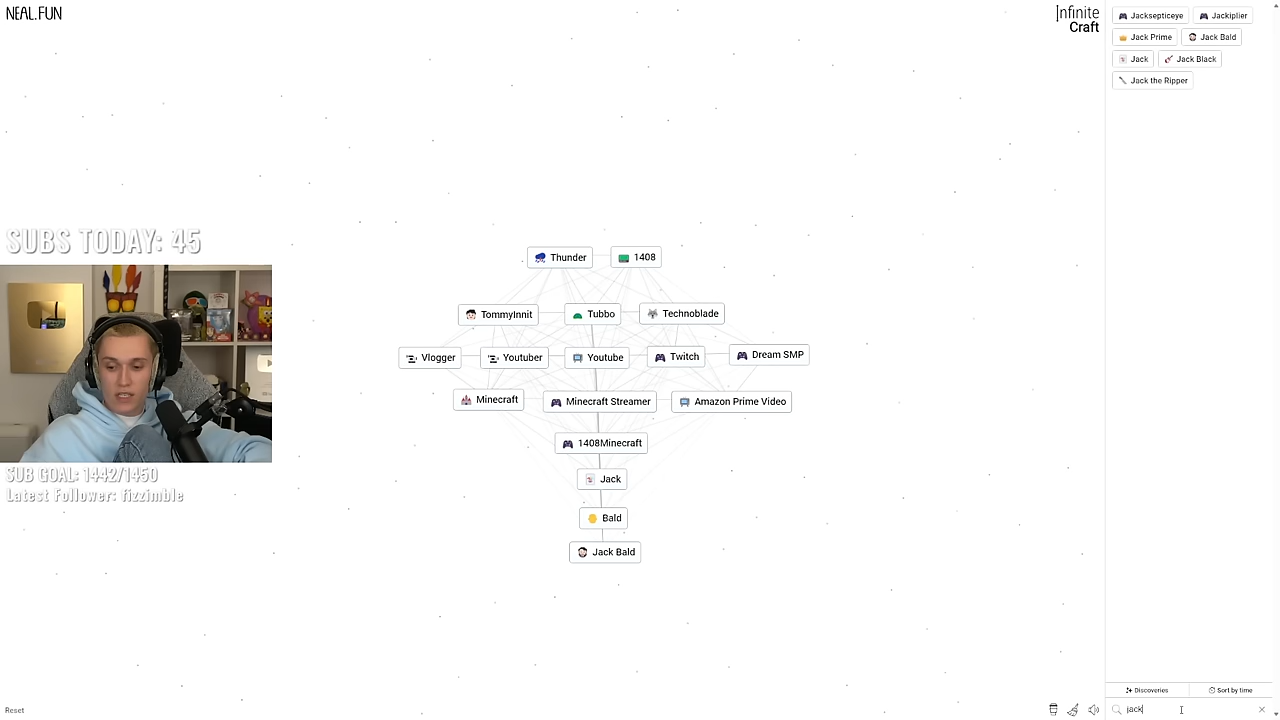 NEAL.FUN
Infinite
Craft
Jacksepticeye
Jackiplier
Jack Prime
Jack Bald
Jack
Jack Black
Jack the Ripper
SUBS TODAY: 45
Thunder
1408
TommyInnit
Tubbo
Technoblade
Vlogger
Youtuber
Youtube
Twitch
Dream SMP
Minecraft
Minecraft Streamer
Amazon Prime Video
1408Minecraft
Jack
Bald
Jack Bald
SUB GOAL: 1442/1450
Latest Follower: fizzimble
Reset
Discoveries
Sort by time
jack